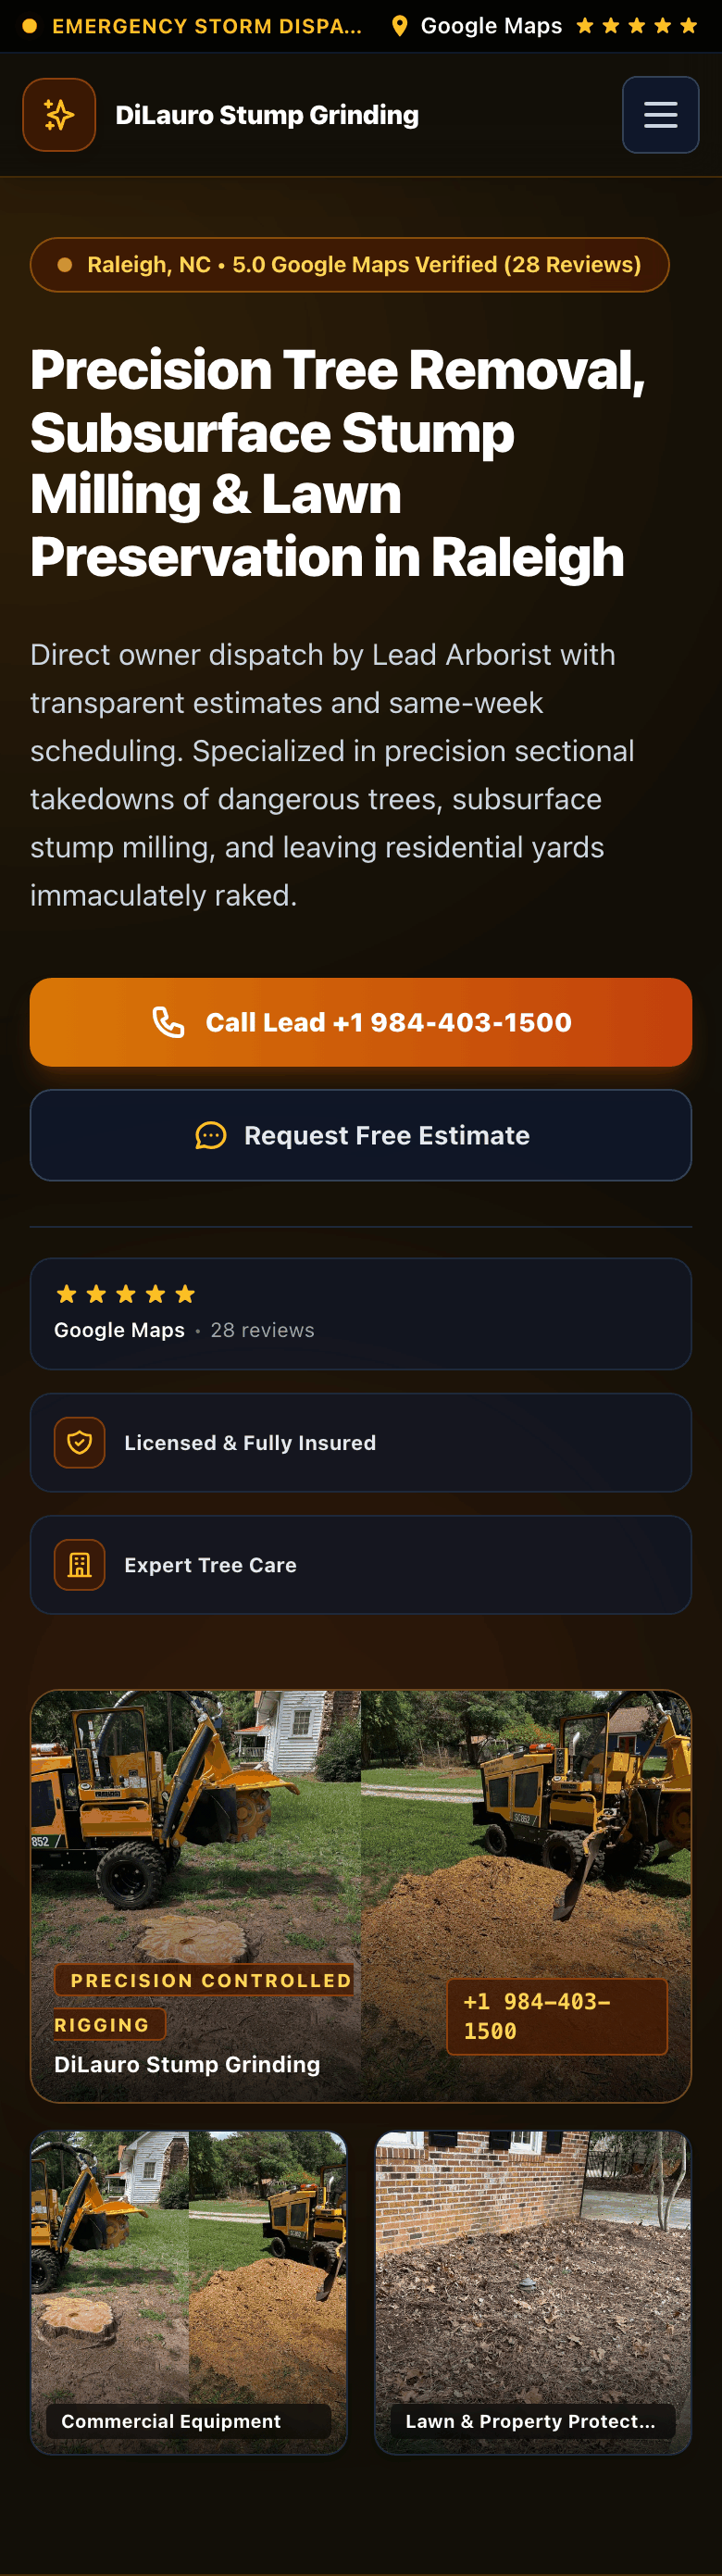 EMERGENCY STORM DISPA...
Google Maps
DiLauro Stump Grinding
Raleigh, NC • 5.0 Google Maps Verified (28 Reviews)
Precision Tree Removal,
Subsurface Stump
Milling & Lawn
Preservation in Raleigh
Direct owner dispatch by Lead Arborist with
transparent estimates and same-week
scheduling. Specialized in precision sectional
takedowns of dangerous trees, subsurface
stump milling, and leaving residential yards
immaculately raked.
Call Lead +1 984-403-1500
Request Free Estimate
Google Maps • 28 reviews
Licensed & Fully Insured
Expert Tree Care
852
SC852
PRECISION CONTROLLED
RIGGING
DiLauro Stump Grinding
+1 984-403-
1500
Commercial Equipment
Lawn & Property Protect...